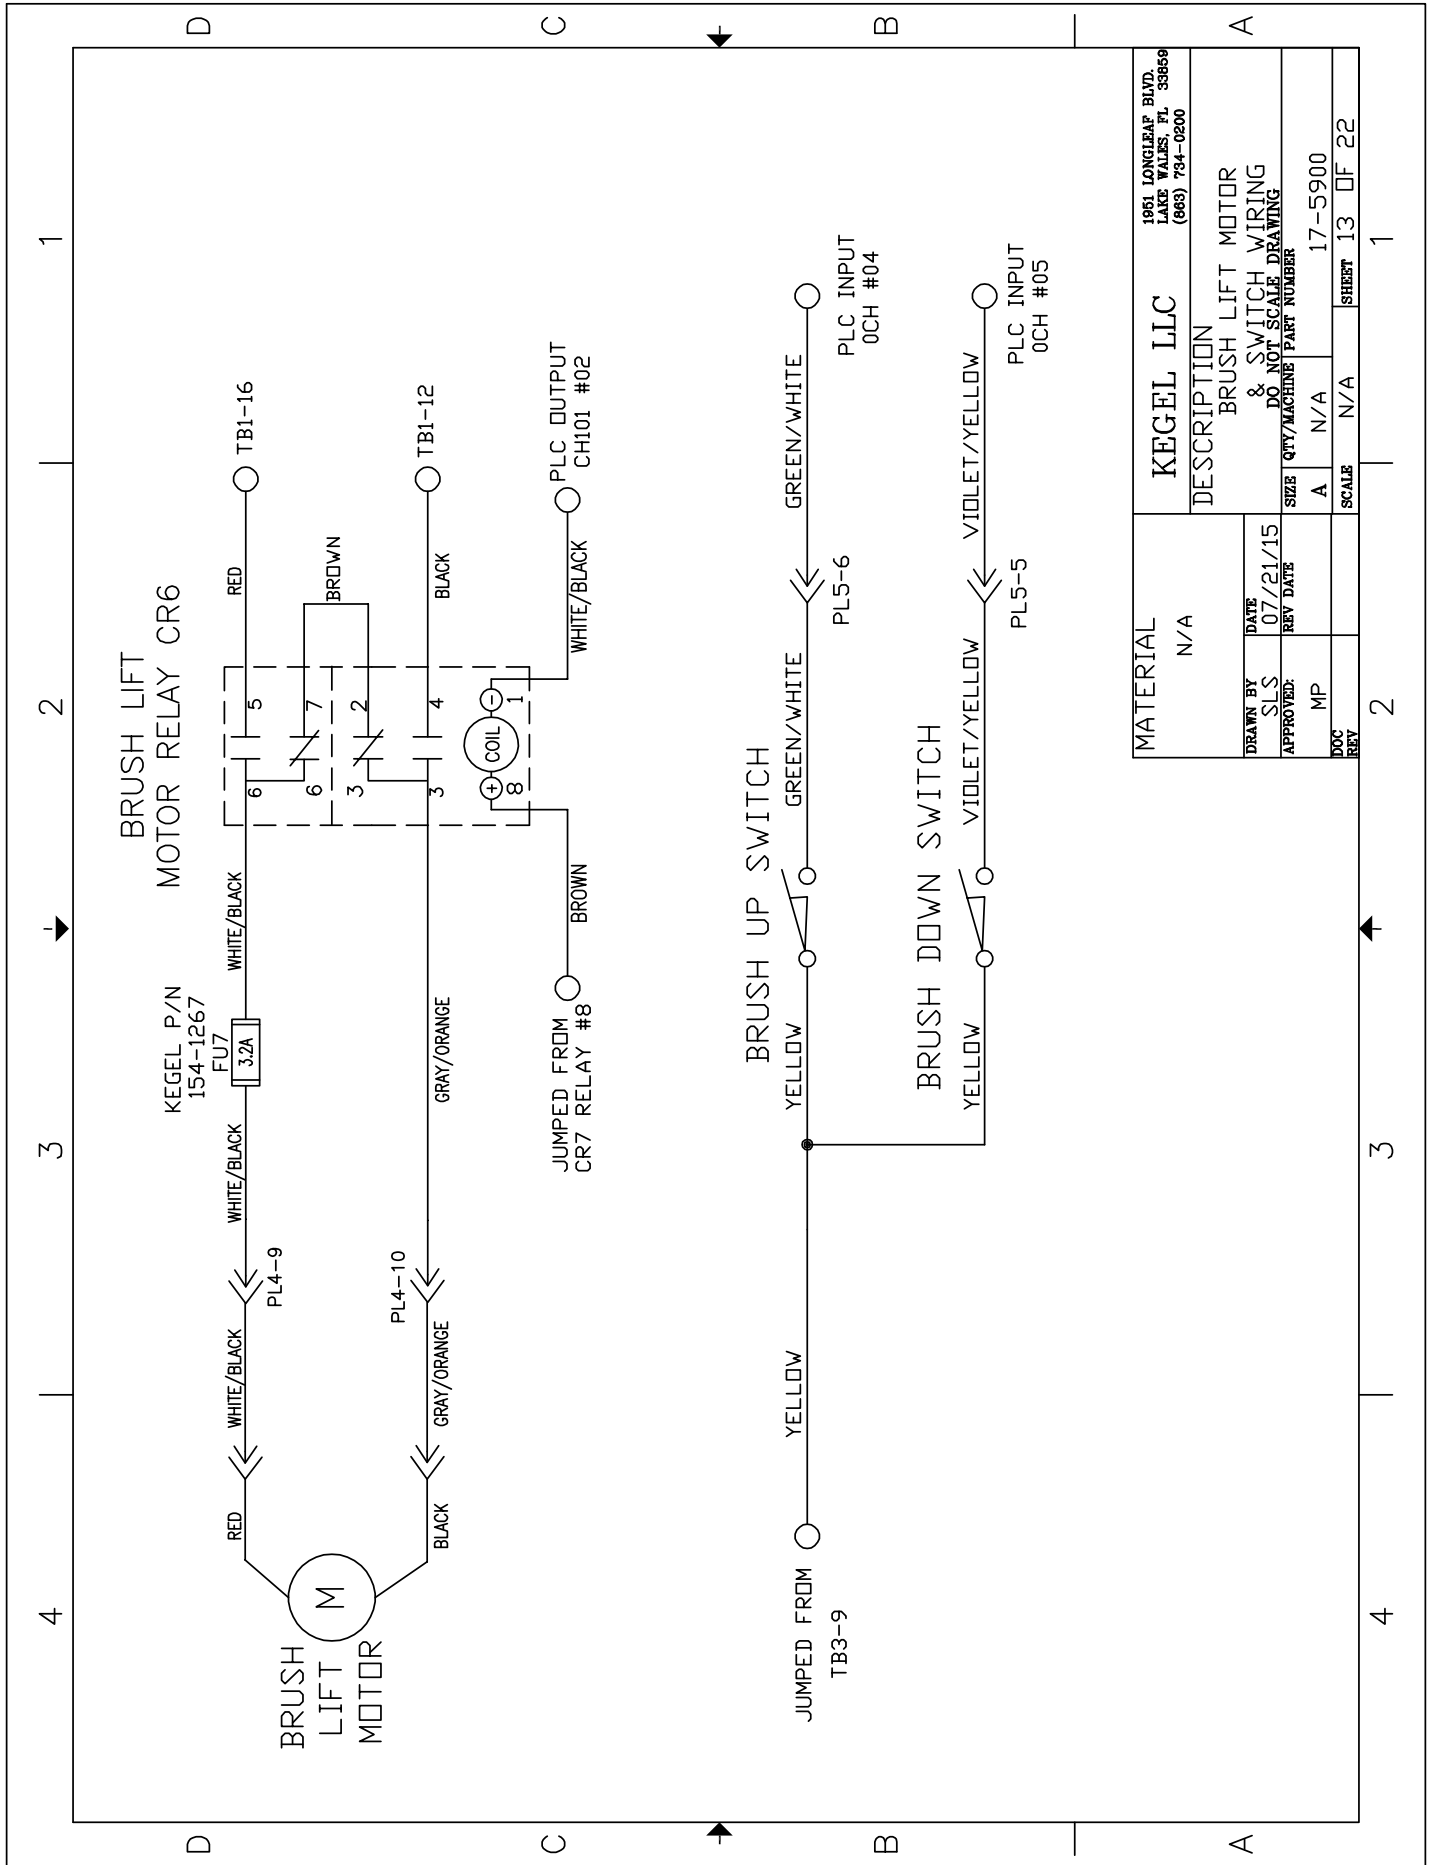 4
3
2
1
D
D
C
C
B
B
A
A
BRUSH LIFT
MOTOR RELAY CR6
KEGEL P/N
154-1267
FU7
3.2A
RED
WHITE/BLACK
WHITE/BLACK
WHITE/BLACK
RED
TB1-16
PL4-9
6
5
6
7
BROWN
3
2
3
4
BRUSH
LIFT
MOTOR
M
PL4-10
BLACK
GRAY/ORANGE
GRAY/ORANGE
BLACK
TB1-12
+
COIL
-
8
1
JUMPED FROM
CR7 RELAY #8
BROWN
WHITE/BLACK
PLC OUTPUT
CH101 #02
BRUSH UP SWITCH
JUMPED FROM
TB3-9
YELLOW
YELLOW
GREEN/WHITE
GREEN/WHITE
PL5-6
PLC INPUT
0CH #04
BRUSH DOWN SWITCH
YELLOW
VIOLET/YELLOW
VIOLET/YELLOW
PL5-5
PLC INPUT
0CH #05
MATERIAL
N/A
DRAWN BY
SLS
DATE
07/21/15
APPROVED:
MP
REV DATE
DOC
REV
KEGEL LLC
1951 LONGLEAF BLVD.
LAKE WALES, FL 33859
(863) 734-0200
DESCRIPTION
BRUSH LIFT MOTOR
& SWITCH WIRING
DO NOT SCALE DRAWING
SIZE
A
QTY/MACHINE
N/A
PART NUMBER
17-5900
SCALE
N/A
SHEET
13 OF 22
4
3
2
1